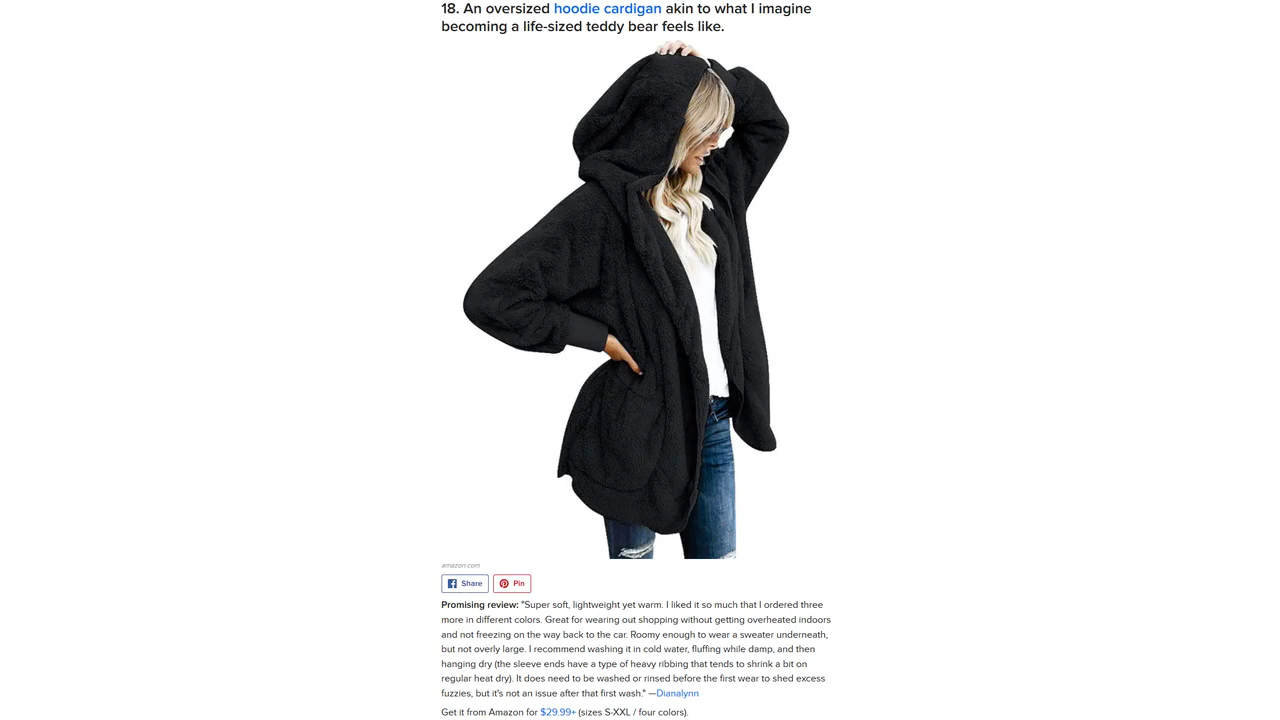 18. An oversized hoodie cardigan akin to what I imagine
becoming a life-sized teddy bear feels like.
amazon.com
Share
Pin
Promising review: "Super soft, lightweight yet warm. I liked it so much that I ordered three
more in different colors. Great for wearing out shopping without getting overheated indoors
and not freezing on the way back to the car. Roomy enough to wear a sweater underneath,
but not overly large. I recommend washing it in cold water, fluffing while damp, and then
hanging dry (the sleeve ends have a type of heavy ribbing that tends to shrink a bit on
regular heat dry). It does need to be washed or rinsed before the first wear to shed excess
fuzzies, but it's not an issue after that first wash." —Dianalynn
Get it from Amazon for $29.99+ (sizes S-XXL / four colors).